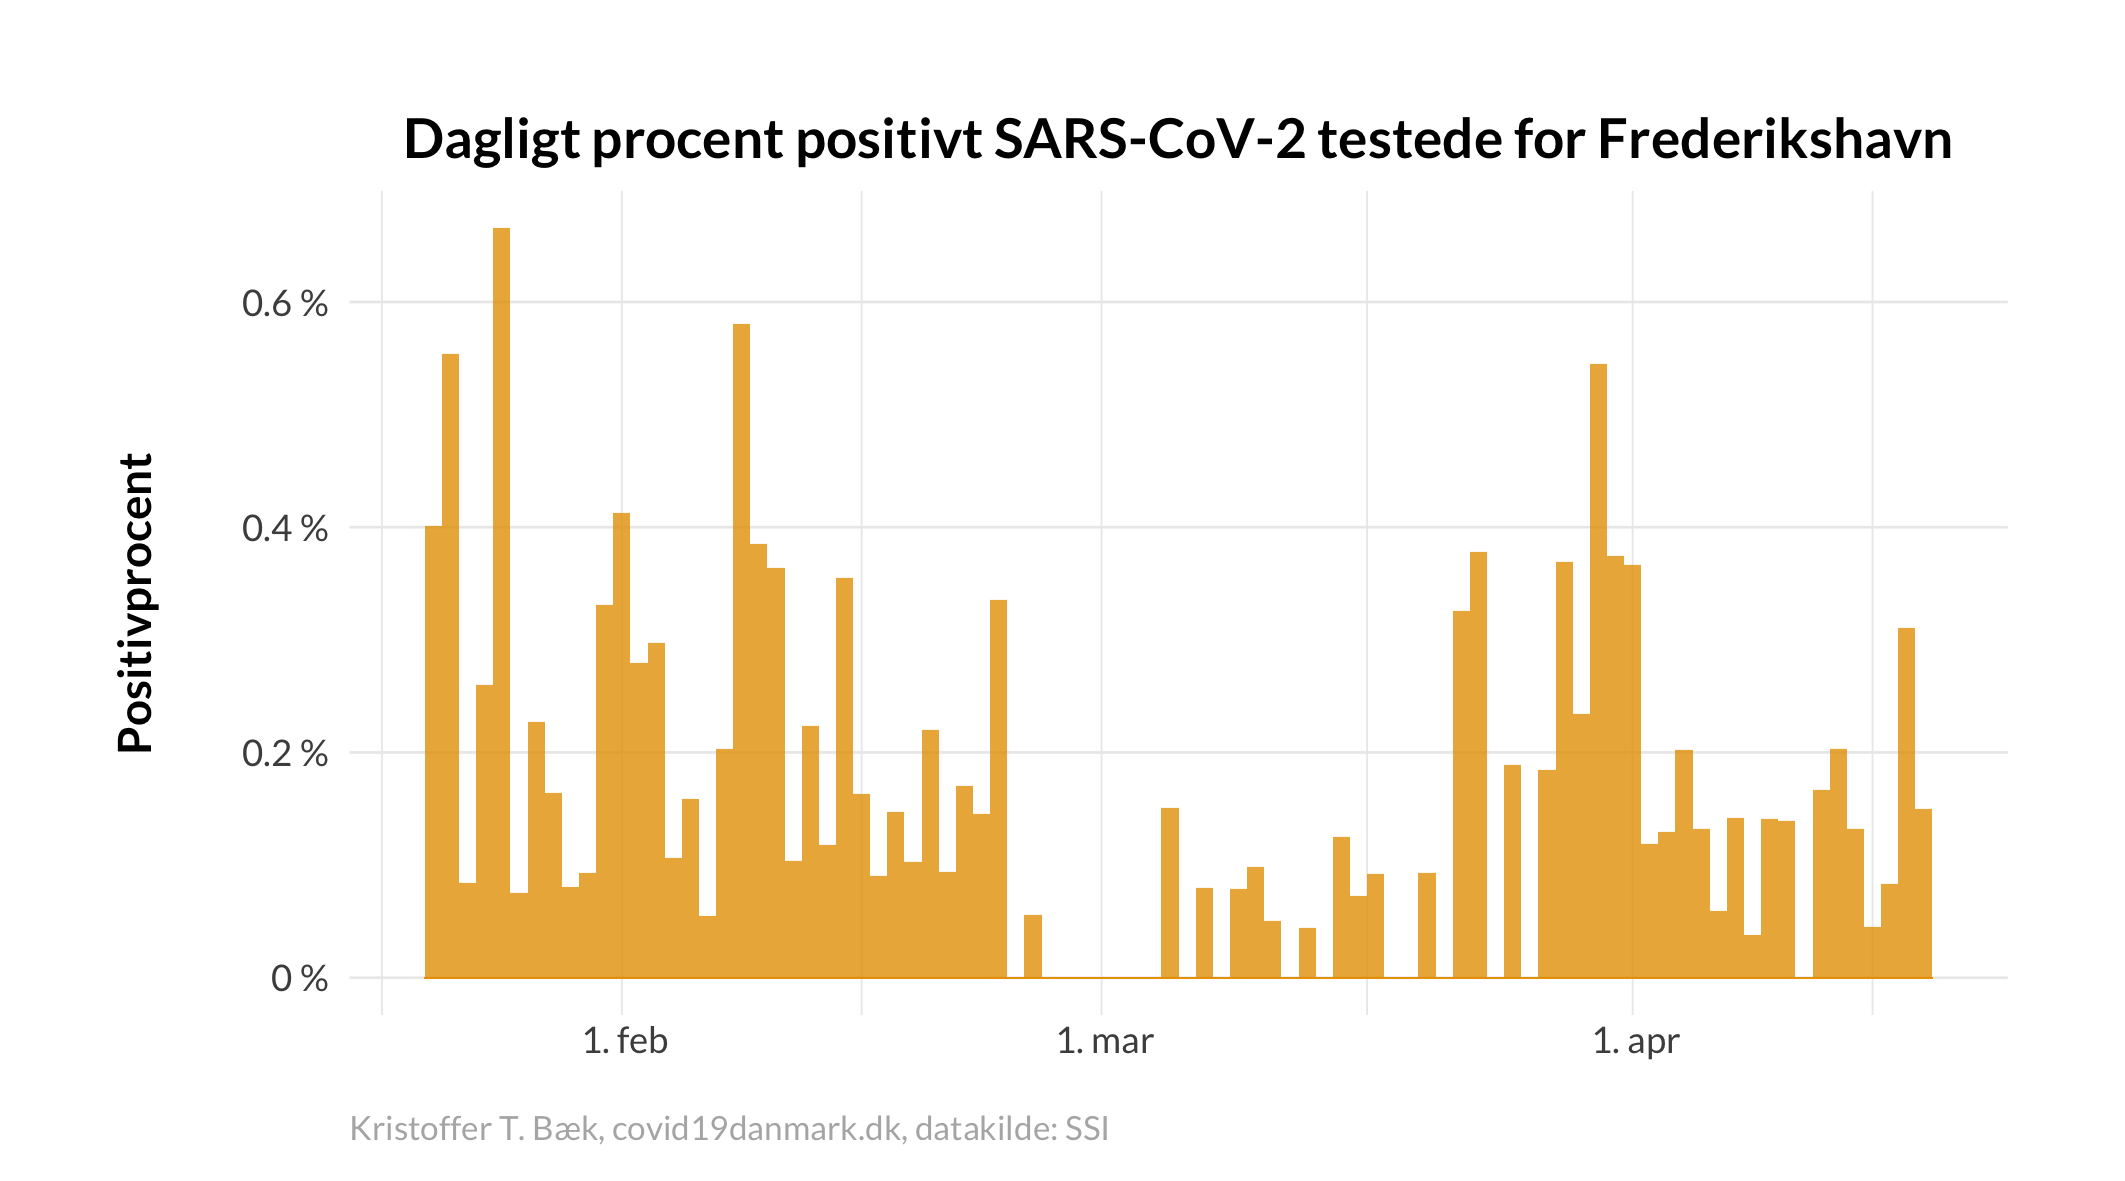 Dagligt procent positivt SARS-CoV-2 testede for Frederikshavn
Positivprocent
0.6 %
0.4 %
0.2 %
0 %
1. feb
1. mar
1. apr
Kristoffer T. Bæk, covid19danmark.dk, datakilde: SSI